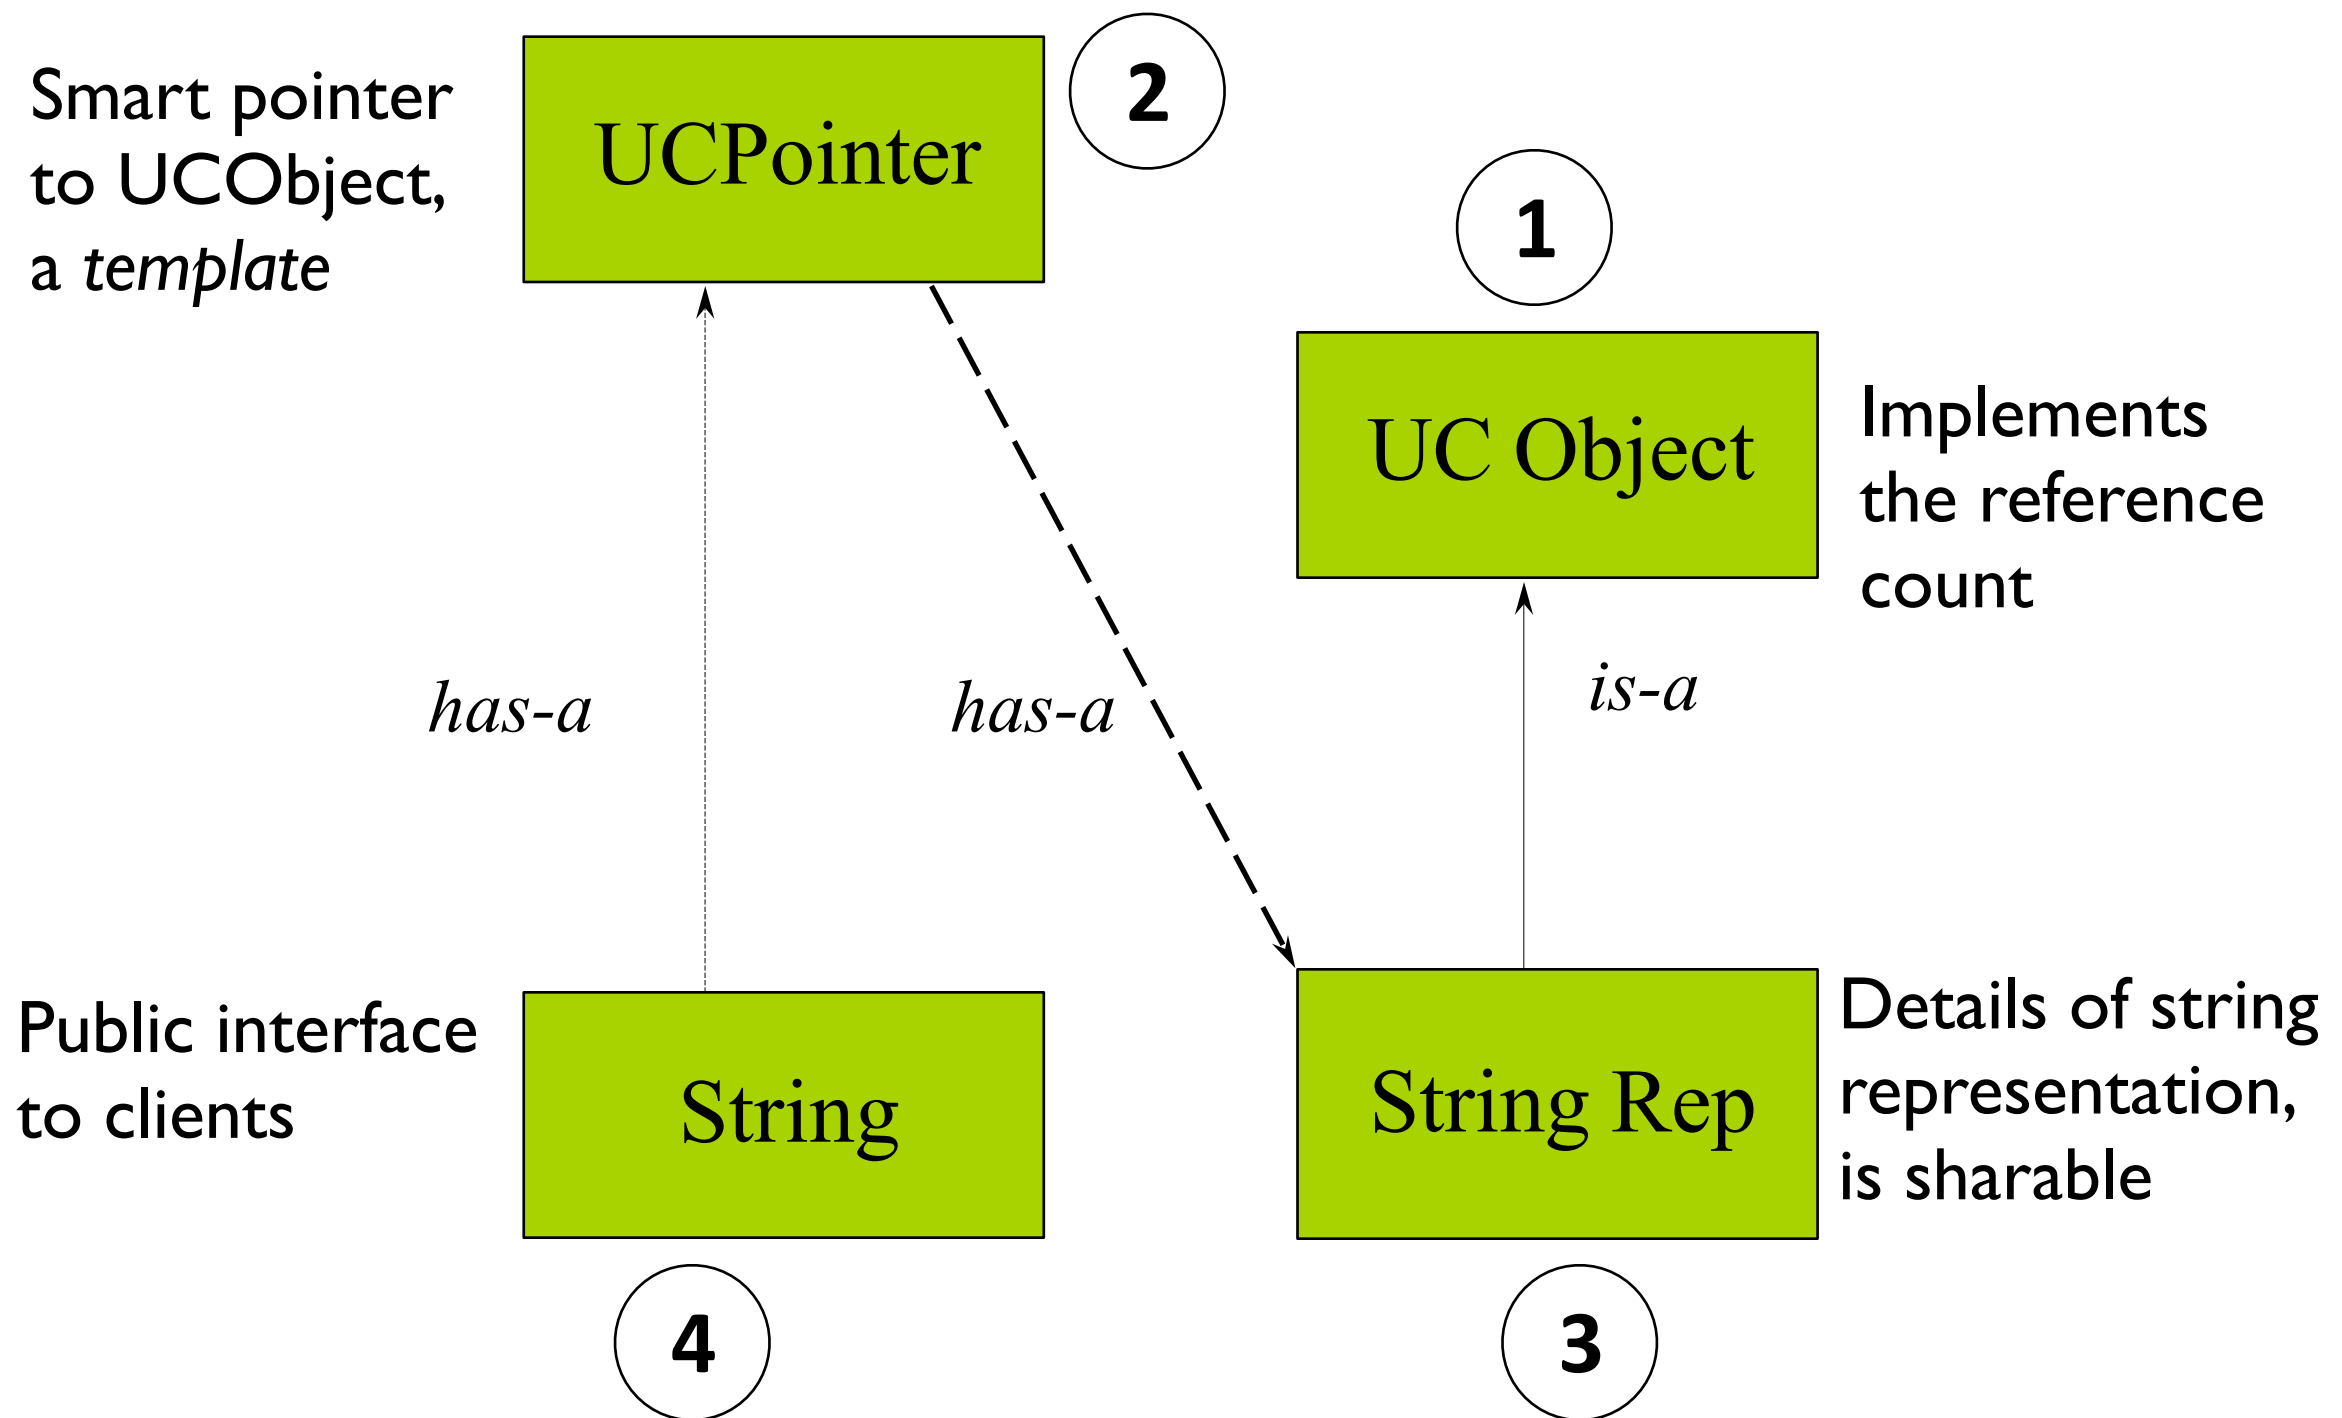 Smart pointer
to UCObject,
a template
UCPointer
2
1
UC Object
Implements
the reference
count
has-a
has-a
is-a
Public interface
to clients
String
String Rep
Details of string
representation,
is sharable
4
3